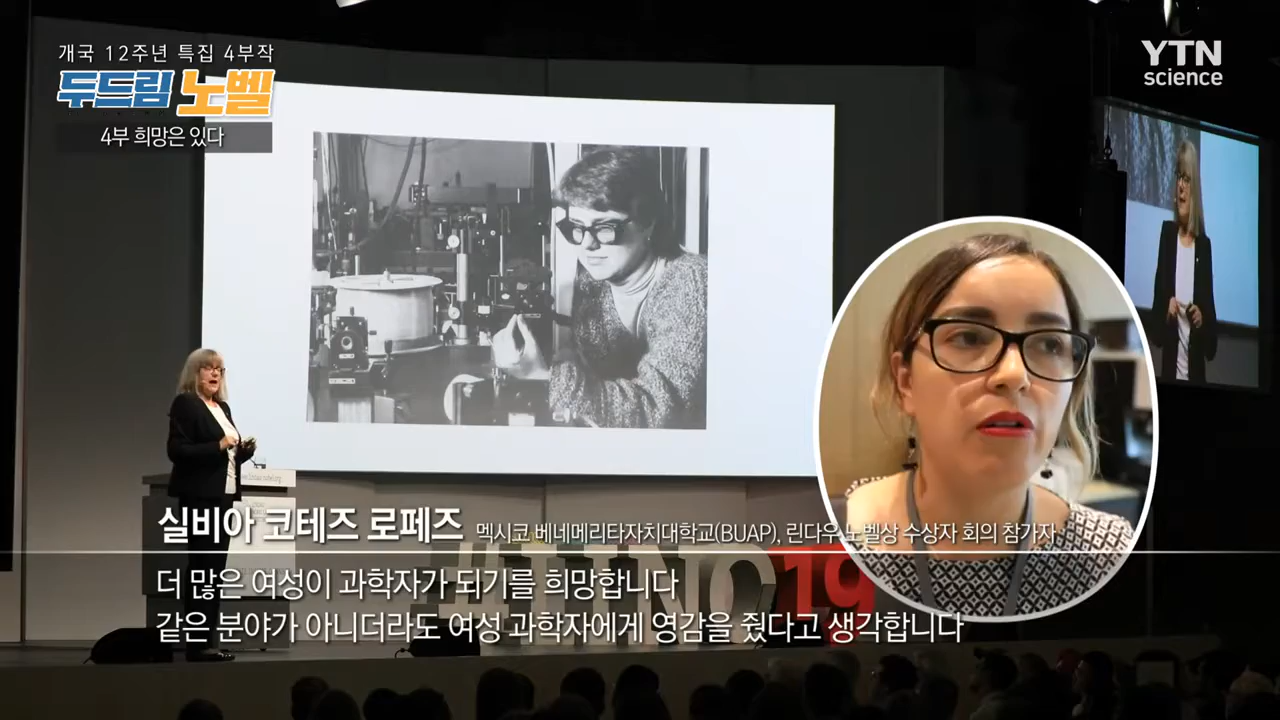 개국 12주년 특집 4부작
두드림 노벨
4부 희망은 있다
YTN
science
실비아 코테즈 로페즈 멕시코 베네메리타자치대학교(BUAP), 린다우 노벨상 수상자 회의 참가자
더 많은 여성이 과학자가 되기를 희망합니다
같은 분야가 아니더라도 여성 과학자에게 영감을 줬다고 생각합니다
#LINO19